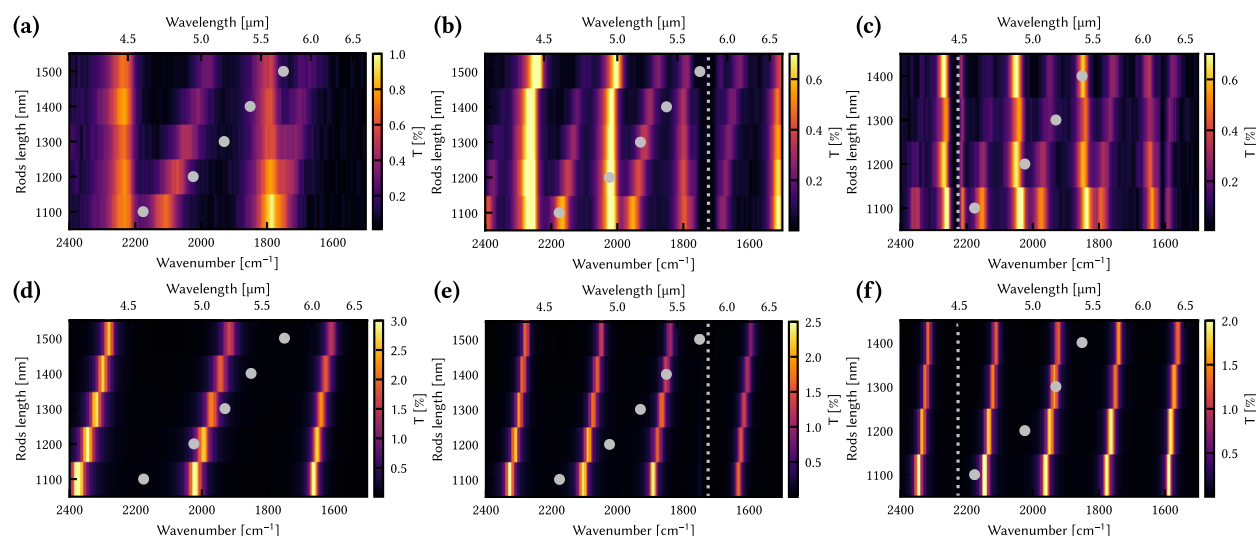 (a)
Wavelength [μm]
4.5 5.0 5.5 6.0 6.5
Rods length [nm]
1500
1400
1300
1200
1100
2400 2200 2000 1800 1600
Wavenumber [cm⁻¹]
1.0
0.8
0.6
0.4
0.2
T [%]
(b)
Wavelength [μm]
4.5 5.0 5.5 6.0 6.5
Rods length [nm]
1500
1400
1300
1200
1100
2400 2200 2000 1800 1600
Wavenumber [cm⁻¹]
0.6
0.4
0.2
T [%]
(c)
Wavelength [μm]
4.5 5.0 5.5 6.0 6.5
Rods length [nm]
1400
1300
1200
1100
2400 2200 2000 1800 1600
Wavenumber [cm⁻¹]
0.6
0.4
0.2
T [%]
(d)
Wavelength [μm]
4.5 5.0 5.5 6.0 6.5
Rods length [nm]
1500
1400
1300
1200
1100
2400 2200 2000 1800 1600
Wavenumber [cm⁻¹]
3.0
2.5
2.0
1.5
1.0
0.5
T [%]
(e)
Wavelength [μm]
4.5 5.0 5.5 6.0 6.5
Rods length [nm]
1500
1400
1300
1200
1100
2400 2200 2000 1800 1600
Wavenumber [cm⁻¹]
2.5
2.0
1.5
1.0
0.5
T [%]
(f)
Wavelength [μm]
4.5 5.0 5.5 6.0 6.5
Rods length [nm]
1400
1300
1200
1100
2400 2200 2000 1800 1600
Wavenumber [cm⁻¹]
2.0
1.5
1.0
0.5
T [%]